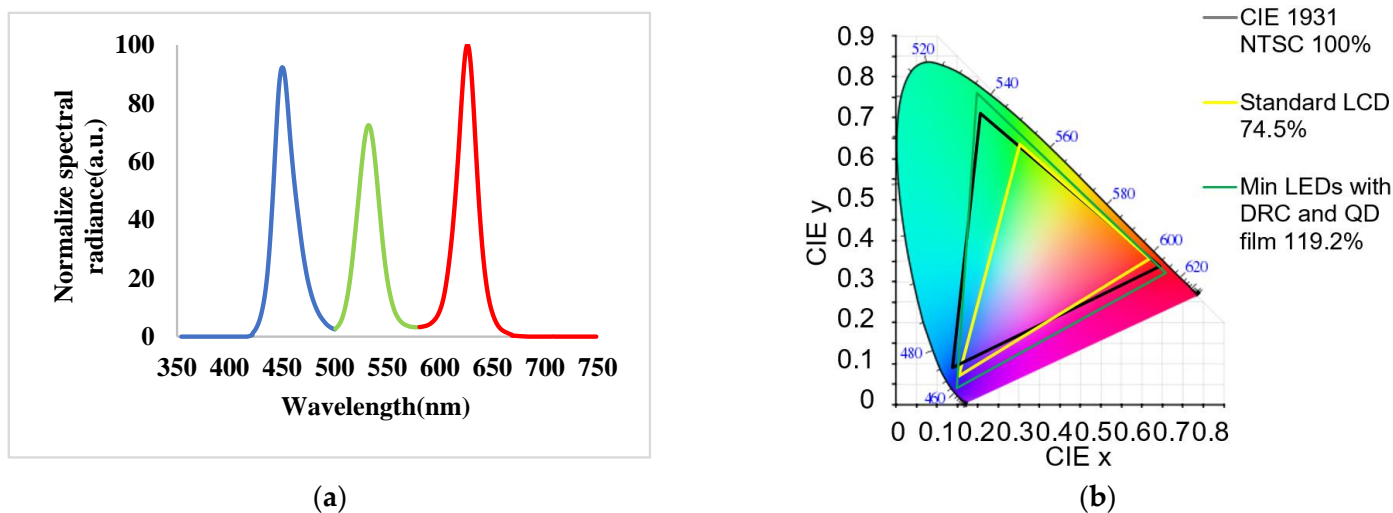 100
80
60
40
20
0
Normalize spectral
radiance(a.u.)
350 400 450 500 550 600 650 700 750
Wavelength(nm)
(a)
CIE 1931
NTSC 100%
Standard LCD
74.5%
Min LEDs with
DRC and QD
film 119.2%
0.9
0.8
0.7
0.6
0.5
0.4
0.3
0.2
0.1
0
CIE y
520
540
560
580
600
620
480
460
0 0.10.20.30.40.50.60.70.8
CIE x
(b)